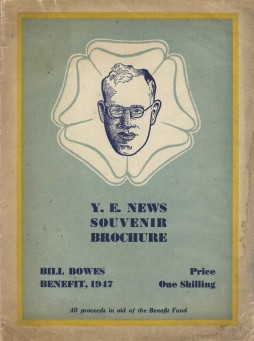 Y. E. NEWS
SOUVENIR
BROCHURE
BILL BOWES
BENEFIT, 1947
Price
One Shilling
All proceeds in aid of the Benefit Fund